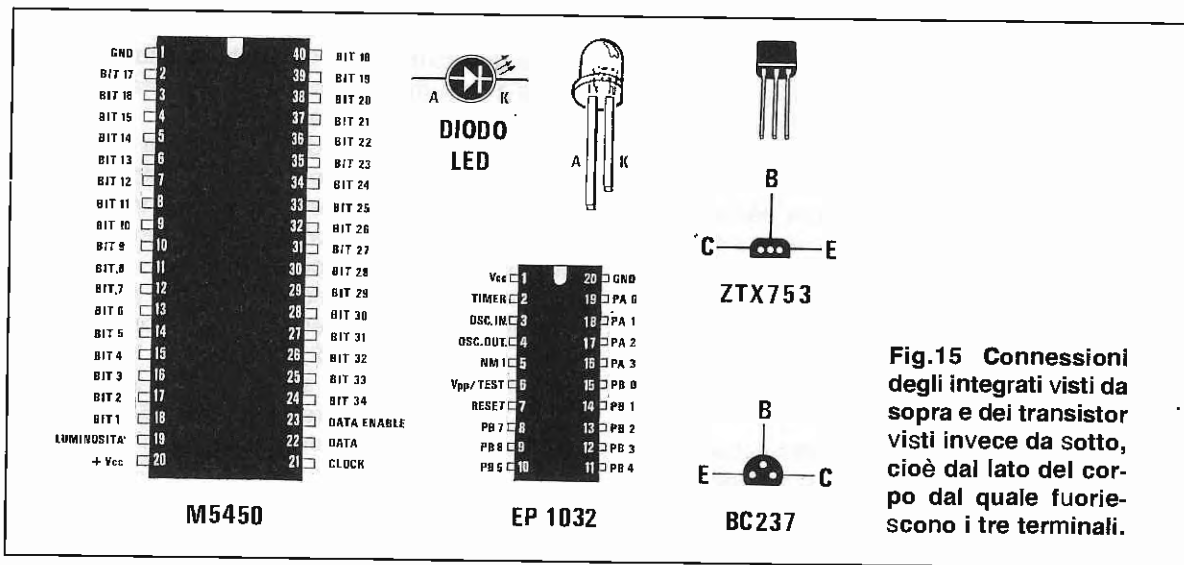 GND 1 40 BIT 18
BIT 17 2 39 BIT 19
BIT 16 3 38 BIT 20
BIT 15 4 37 BIT 21
BIT 14 5 36 BIT 22
BIT 13 6 35 BIT 23
BIT 12 7 34 BIT 24
BIT 11 8 33 BIT 25
BIT 10 9 32 BIT 26
BIT 9 10 31 BIT 27
BIT,8 11 30 BIT 28
BIT,7 12 29 BIT 29
BIT 6 13 28 BIT 30
BIT 5 14 27 BIT 31
BIT 4 15 26 BIT 32
BIT 3 16 25 BIT 33
BIT 2 17 24 BIT 34
BIT 1 18 23 DATA ENABLE
LUMINOSITA' 19 22 DATA
+ Vcc 20 21 CLOCK
M5450
A K
DIODO
LED
A K
Vcc 1 20 GND
TIMER 2 19 PA 0
OSC.IN. 3 18 PA 1
OSC.OUT. 4 17 PA 2
NM1 5 16 PA 3
Vpp/TEST 6 15 PB 0
RESET 7 14 PB 1
PB7 8 13 PB 2
PB6 9 12 PB 3
PB5 10 11 PB 4
EP 1032
B
C E
ZTX753
B
E C
BC237
Fig.15 Connessioni
degli integrati visti da
sopra e dei transistor
visti invece da sotto,
cioè dal lato del cor-
po dal quale fuorie-
scono i tre terminali.